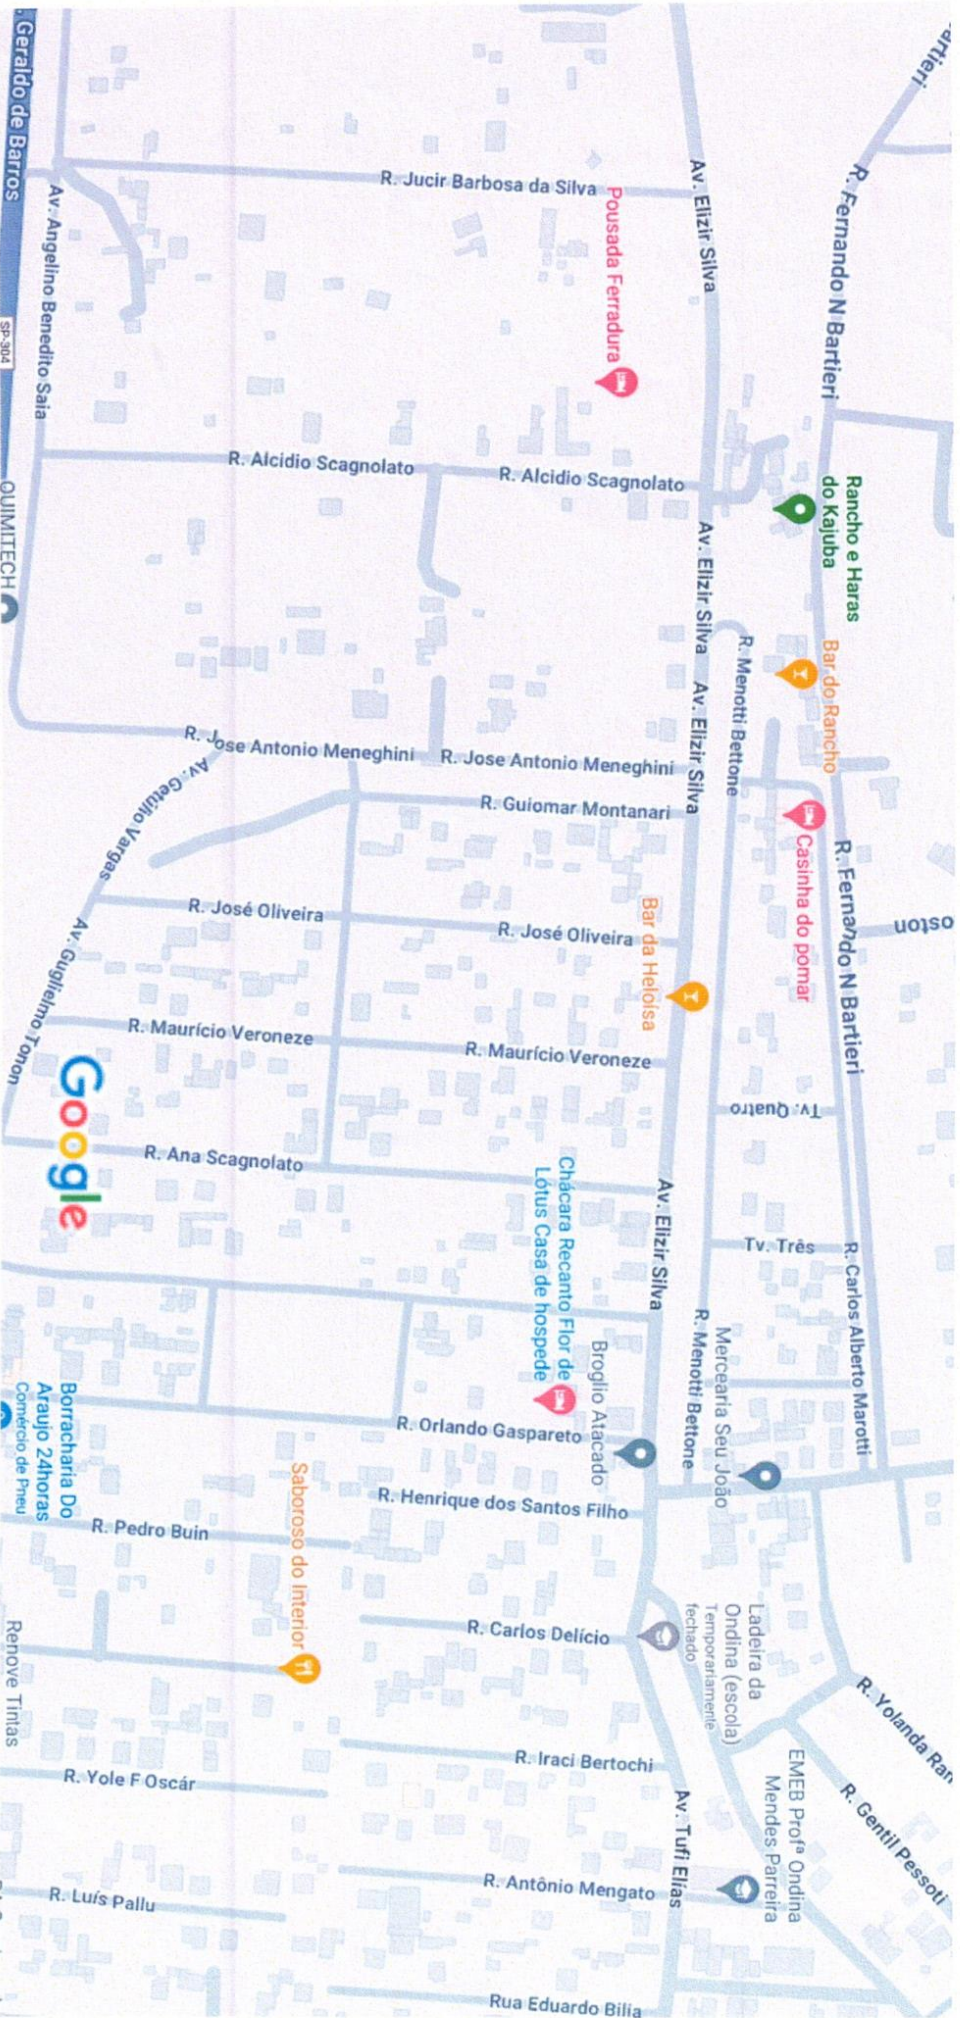 artieri
R. Fernando N Bartieri
R. Jucir Barbosa da Silva
Av. Elizir Silva
Pousada Ferradura
Geraldo de Barros
Av. Angelino Benedito Saia
SP-304
QUIMITECH
R. Alcidio Scagnolato
R. Alcidio Scagnolato
Rancho e Haras
do Kajuba
Av. Elizir Silva
Bar do Rancho
R. Menotti Bettone
Av. Elizir Silva
R. Jose Antonio Meneghini
R. Jose Antonio Meneghini
Av. Getúlio Vargas
R. Guiomar Montanari
Casinha do pomar
R. Fernando N Bartieri
oston
R. José Oliveira
R. José Oliveira
Bar da Heloísa
Av. Guglielmo Tonon
R. Maurício Veroneze
R. Maurício Veroneze
Tv. Quatro
Google
R. Ana Scagnolato
Chácara Recanto Flor de
Lótus Casa de hospede
Av. Elizir Silva
Tv. Três
R. Carlos Alberto Marotti
R. Menotti Bettone
Mercearia Seu João
Broglio Atacado
R. Orlando Gaspareto
Borracharia Do
Araujo 24horas
Comércio de Pneu
R. Henrique dos Santos Filho
Saboroso do Interior
R. Pedro Buin
R. Carlos Delício
Ladeira da
Ondina (escola)
Temporariamente
fechado
Renove Tintas
R. Yolanda Ran
R. Gentil Pessoti
EMEB Profª Ondina
Mendes Parreira
R. Iraci Bertochi
R. Yole F Oscár
Av. Tufi Elias
R. Antônio Mengato
R. Luís Pallu
Rua Eduardo Bilia